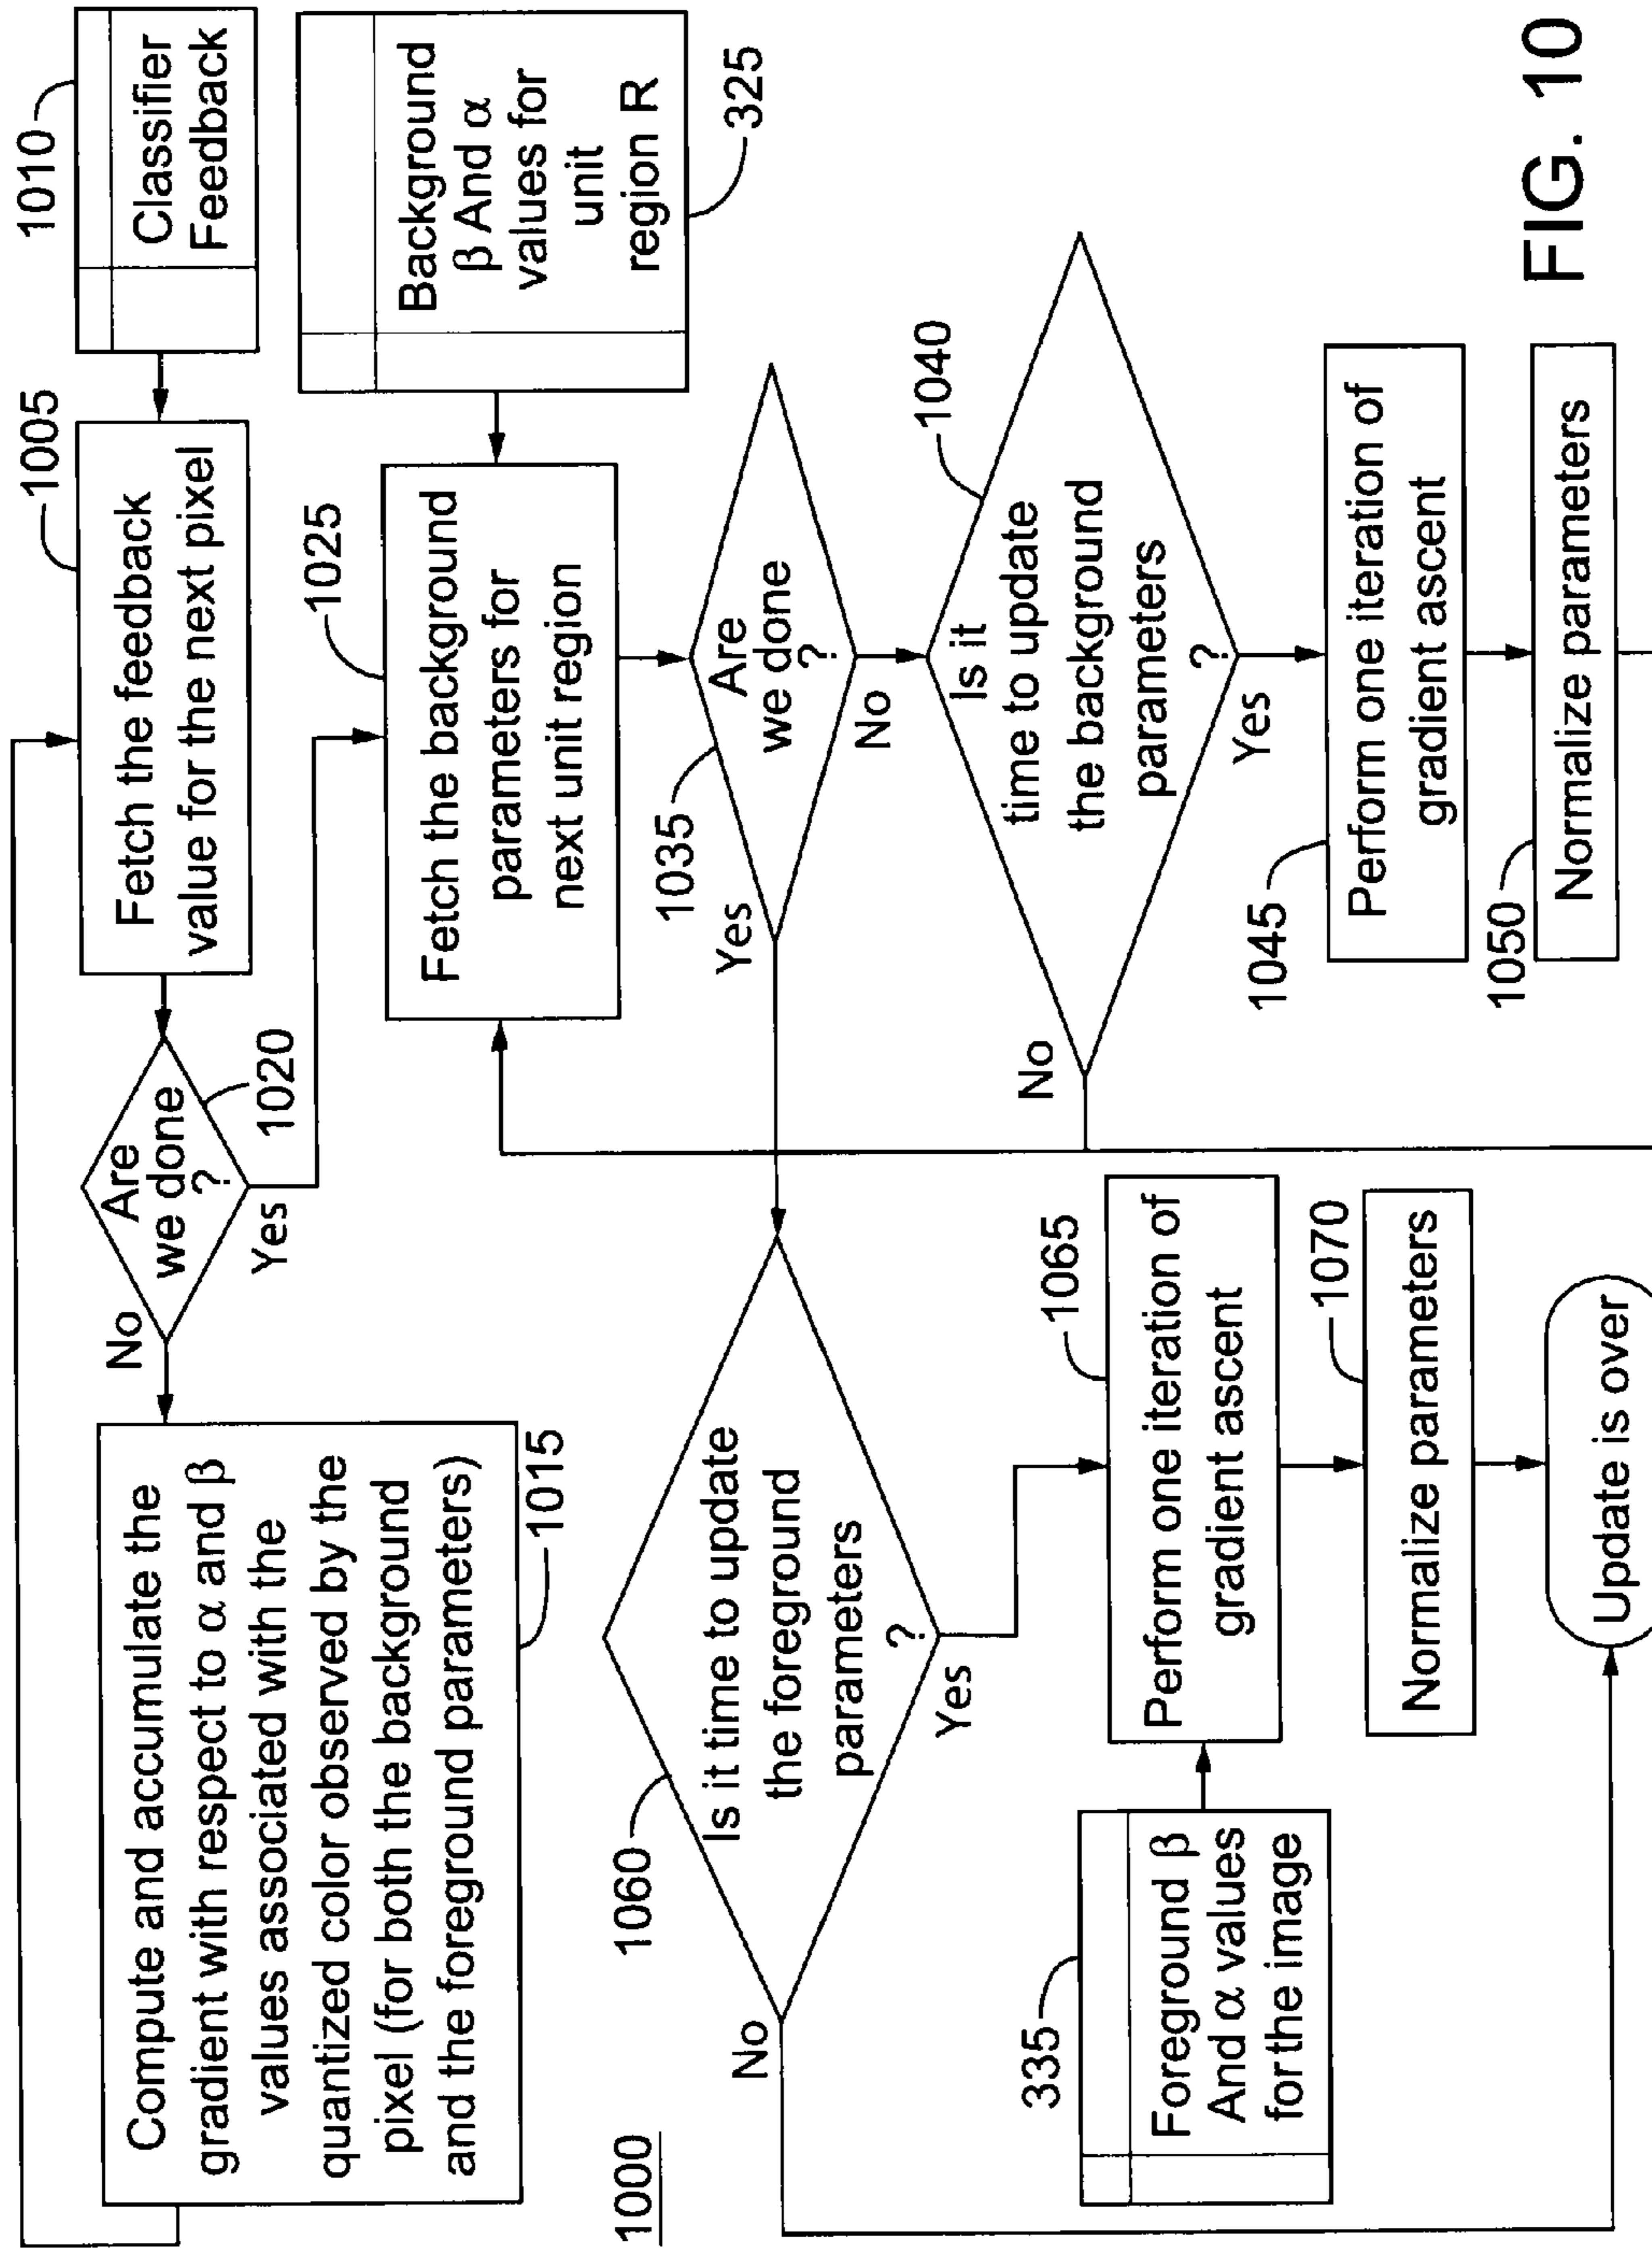 1010
Classifier
Feedback
1005
Fetch the feedback
value for the next pixel
1020
Are
we done
?
No
Yes
Compute and accumulate the
gradient with respect to α and β
values associated with the
quantized color observed by the
pixel (for both the background
and the foreground parameters)
1015
Background
β And α
values for
unit
region R
325
1025
Fetch the background
parameters for
next unit region
1035
Are
we done
?
Yes
No
1040
Is it
time to update
the background
parameters
?
No
Yes
1045
Perform one iteration of
gradient ascent
1050
Normalize parameters
1060
Is it time to update
the foreground
parameters
?
No
Yes
1065
Perform one iteration of
gradient ascent
335
Foreground β
And α values
for the image
1070
Normalize parameters
Update is over
1000
FIG. 10